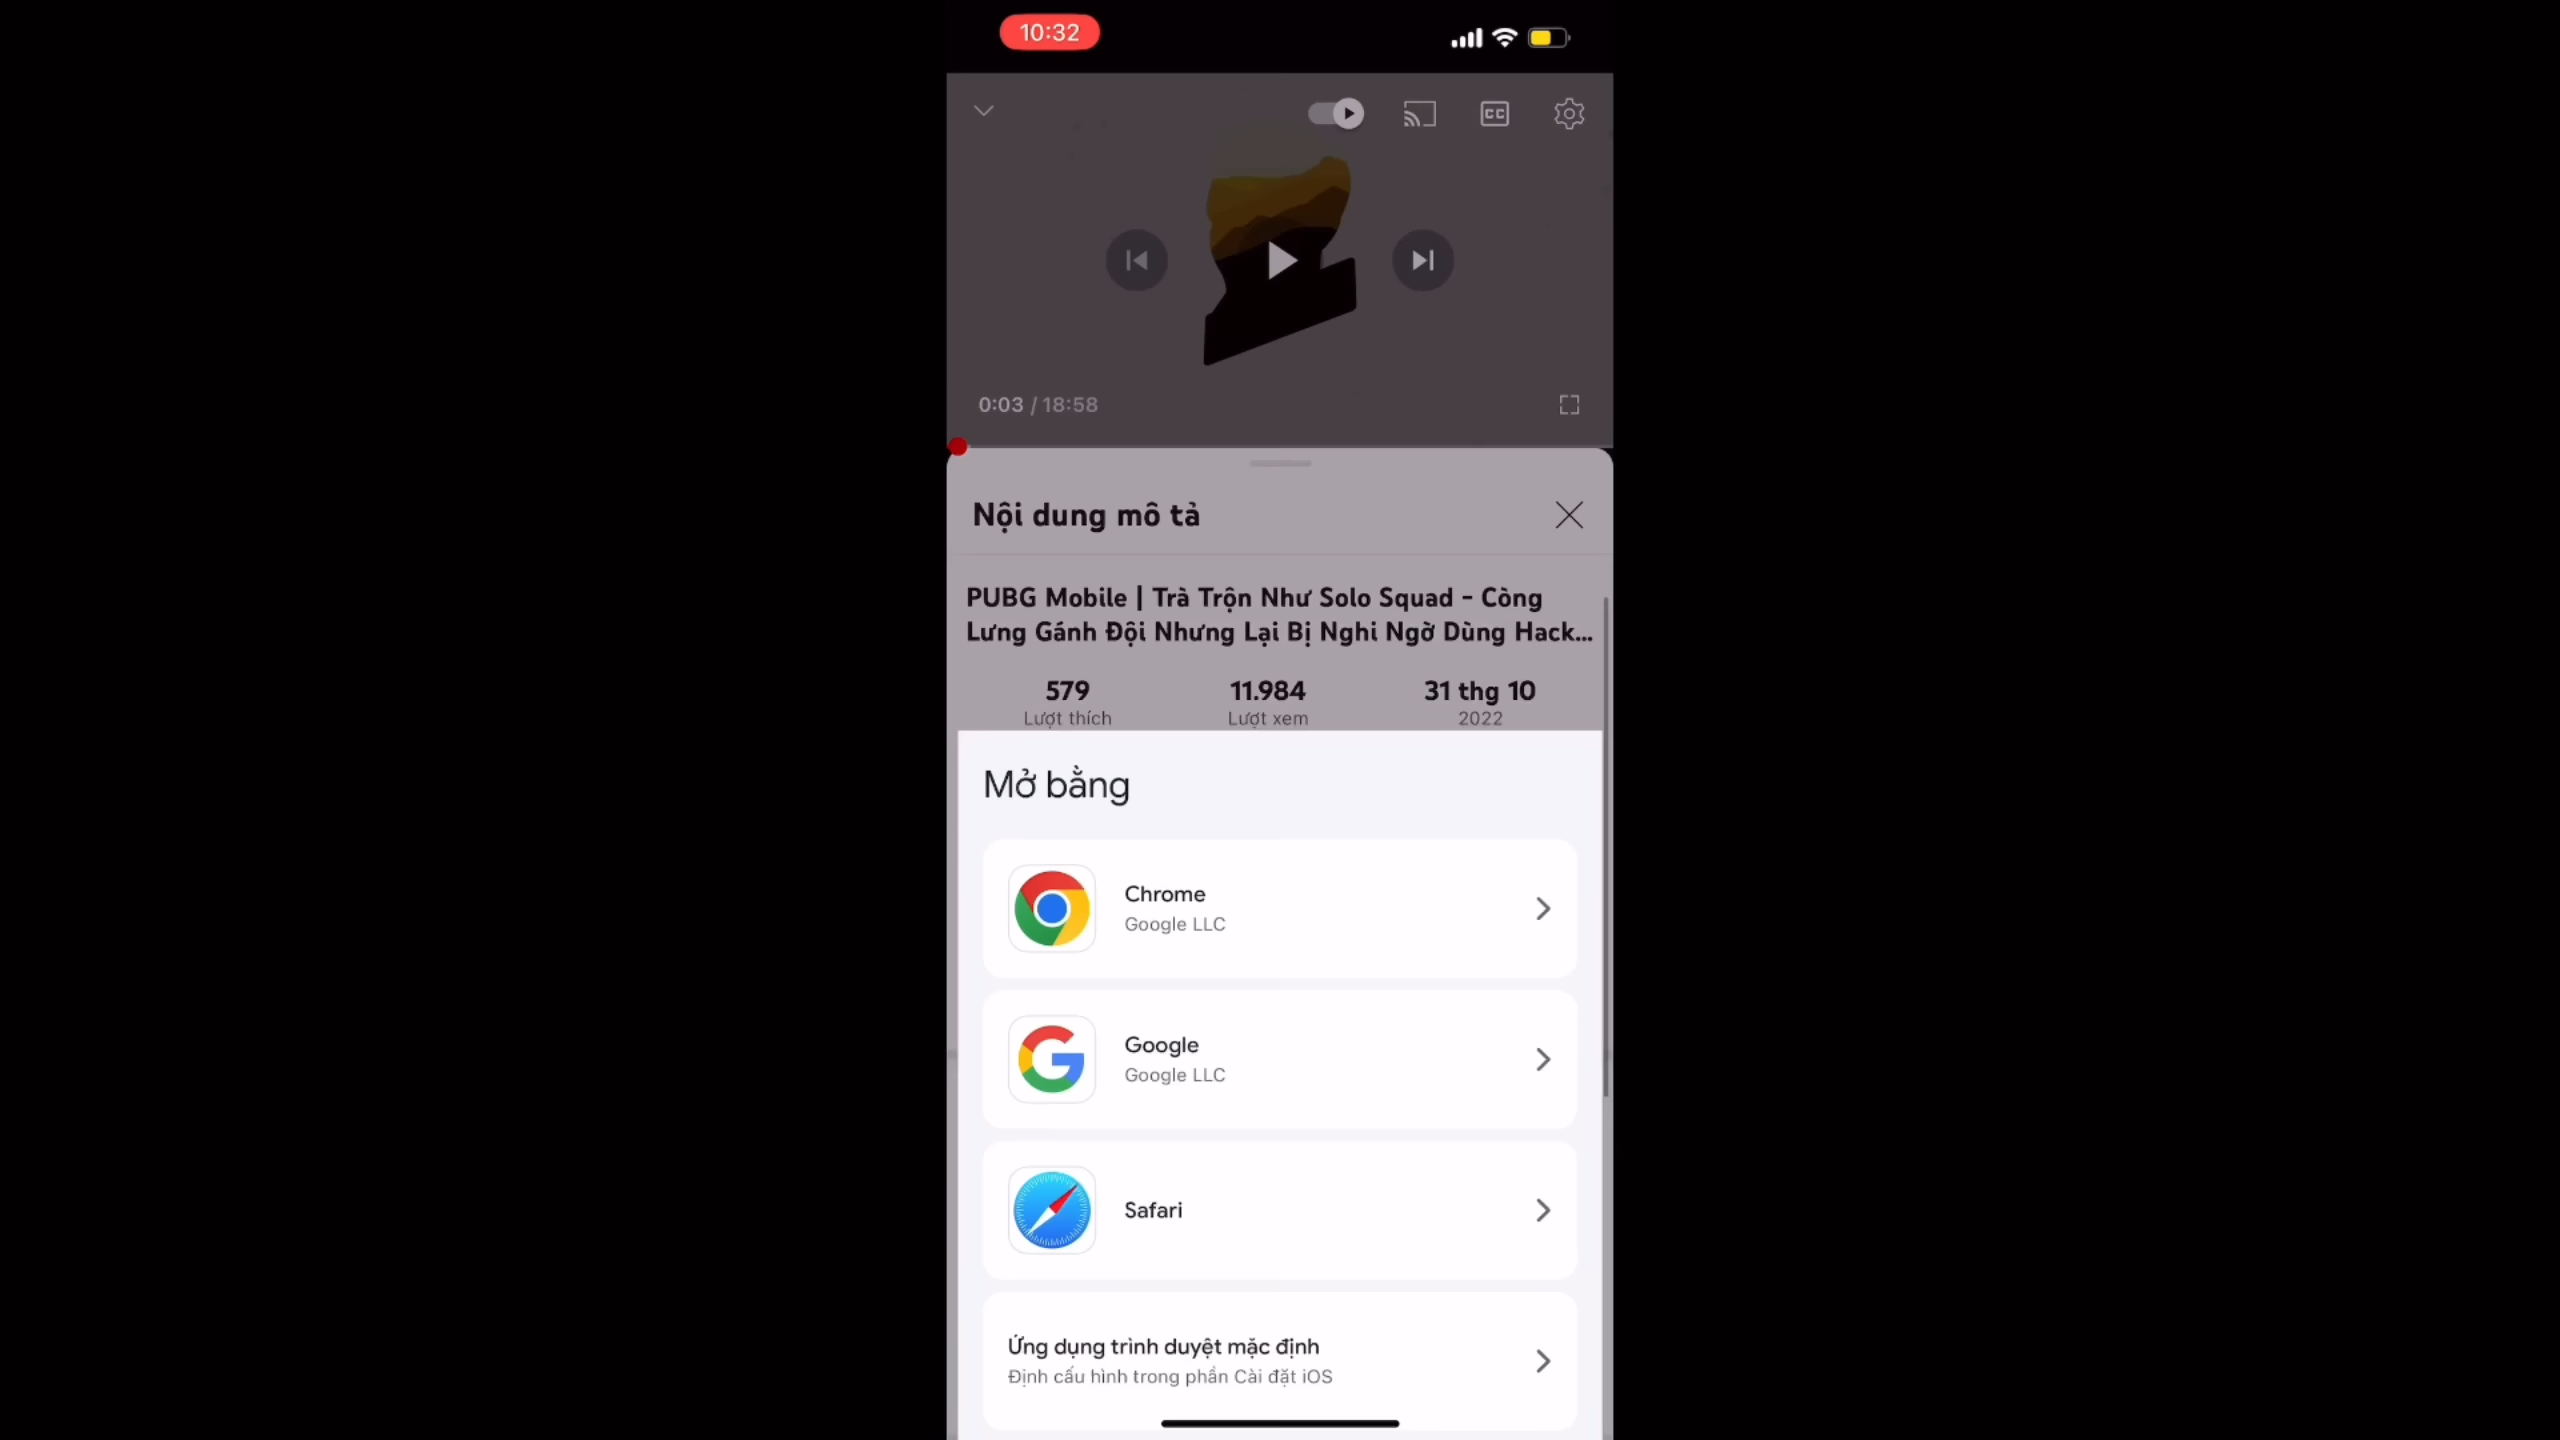 10:32
CC
0:03 / 18:58
Nội dung mô tả
PUBG Mobile | Trà Trộn Như Solo Squad - Còng
Lưng Gánh Đội Nhưng Lại Bị Nghi Ngờ Dùng Hack...
579
11.984
31 thg 10
Lượt thích
Lượt xem
2022
Mở bằng
Chrome
Google LLC
Google
Google LLC
Safari
Ứng dụng trình duyệt mặc định
Định cấu hình trong phần Cài đặt iOS